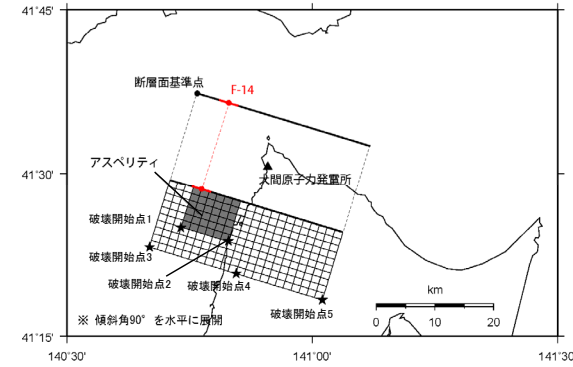 41°45'
断層面基準点
F-14
アスペリティ
41°30'
大間原子力発電所
破壊開始点1
破壊開始点3
破壊開始点2
破壊開始点4
破壊開始点5
km
0 10 20
※ 傾斜角90°を水平に展開
41°15'
140°30' 141°00' 141°30'